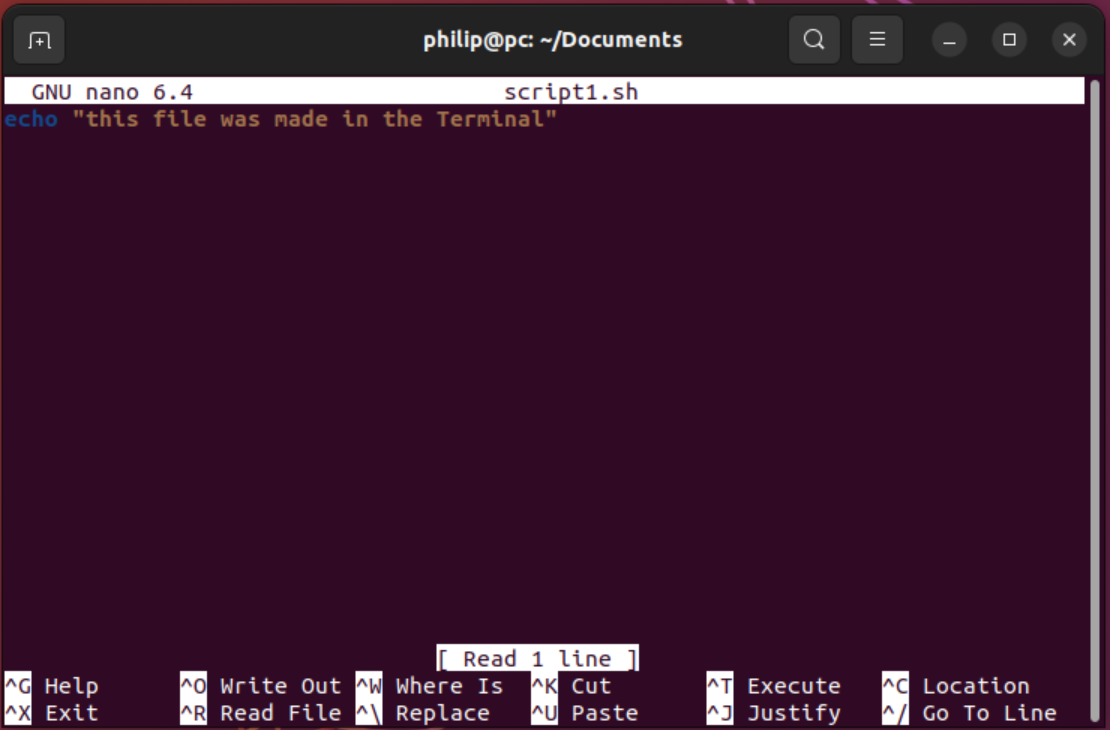 philip@pc: ~/Documents
GNU nano 6.4 script1.sh
echo "this file was made in the Terminal"
[ Read 1 line ]
^G Help ^O Write Out ^W Where Is ^K Cut ^T Execute ^C Location
^X Exit ^R Read File ^\ Replace ^U Paste ^J Justify ^/ Go To Line